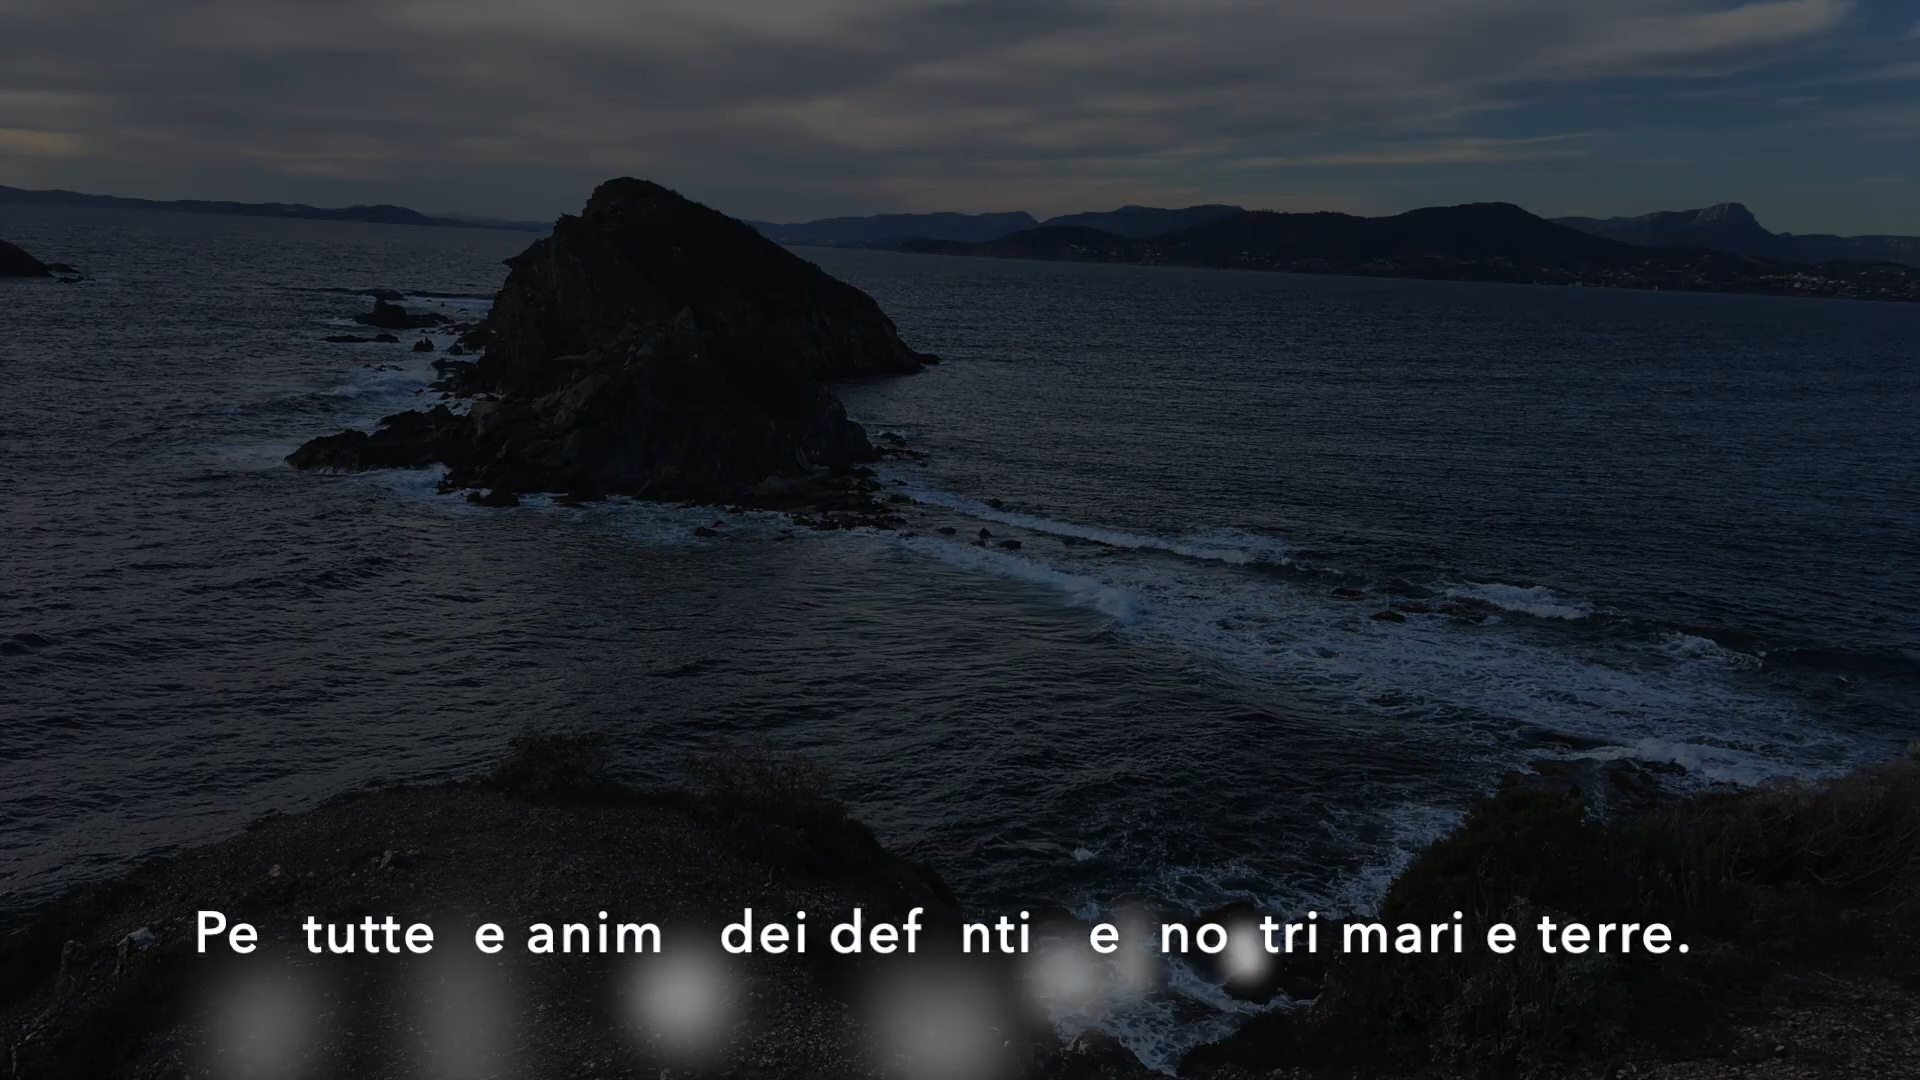 Pe tutte e anim dei def nti e no tri mari e terre.